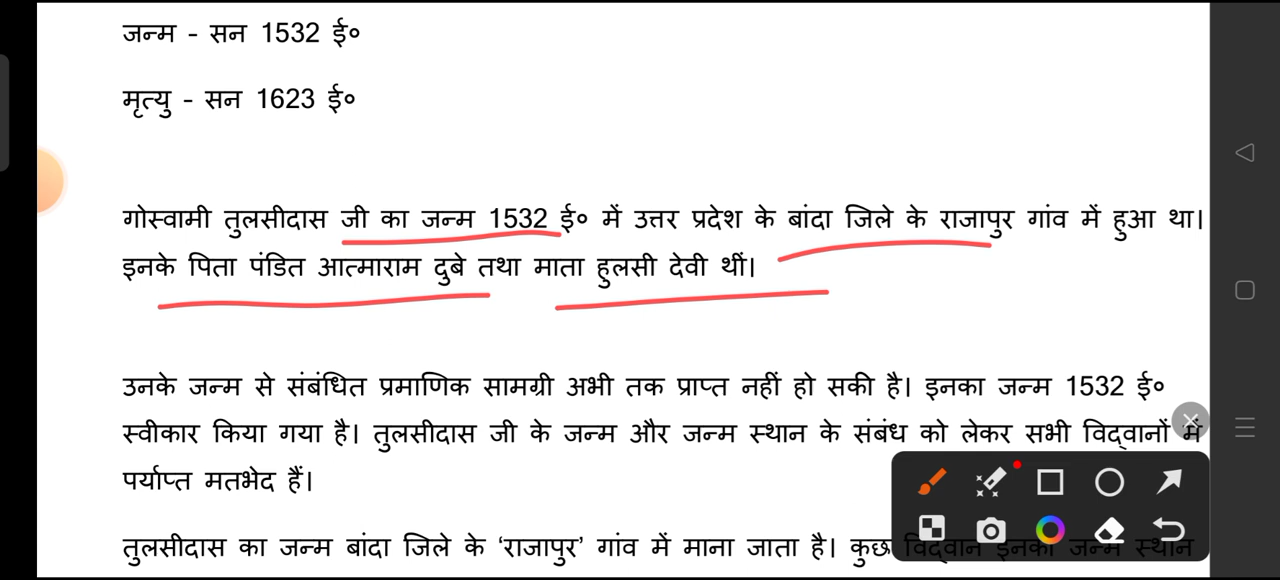 जन्म - सन 1532 ई०
मृत्यु - सन 1623 ई०
गोस्वामी तुलसीदास जी का जन्म 1532 ई० में उत्तर प्रदेश के बांदा जिले के राजापुर गांव में हुआ था।
इनके पिता पंडित आत्माराम दुबे तथा माता हुलसी देवी थीं।
उनके जन्म से संबंधित प्रमाणिक सामग्री अभी तक प्राप्त नहीं हो सकी है। इनका जन्म 1532 ई०
स्वीकार किया गया है। तुलसीदास जी के जन्म और जन्म स्थान के संबंध को लेकर सभी विद्वानों में
पर्याप्त मतभेद हैं।
तुलसीदास का जन्म बांदा जिले के ‘राजापुर’ गांव में माना जाता है। कुछ विद्वान इनका जन्म स्थान